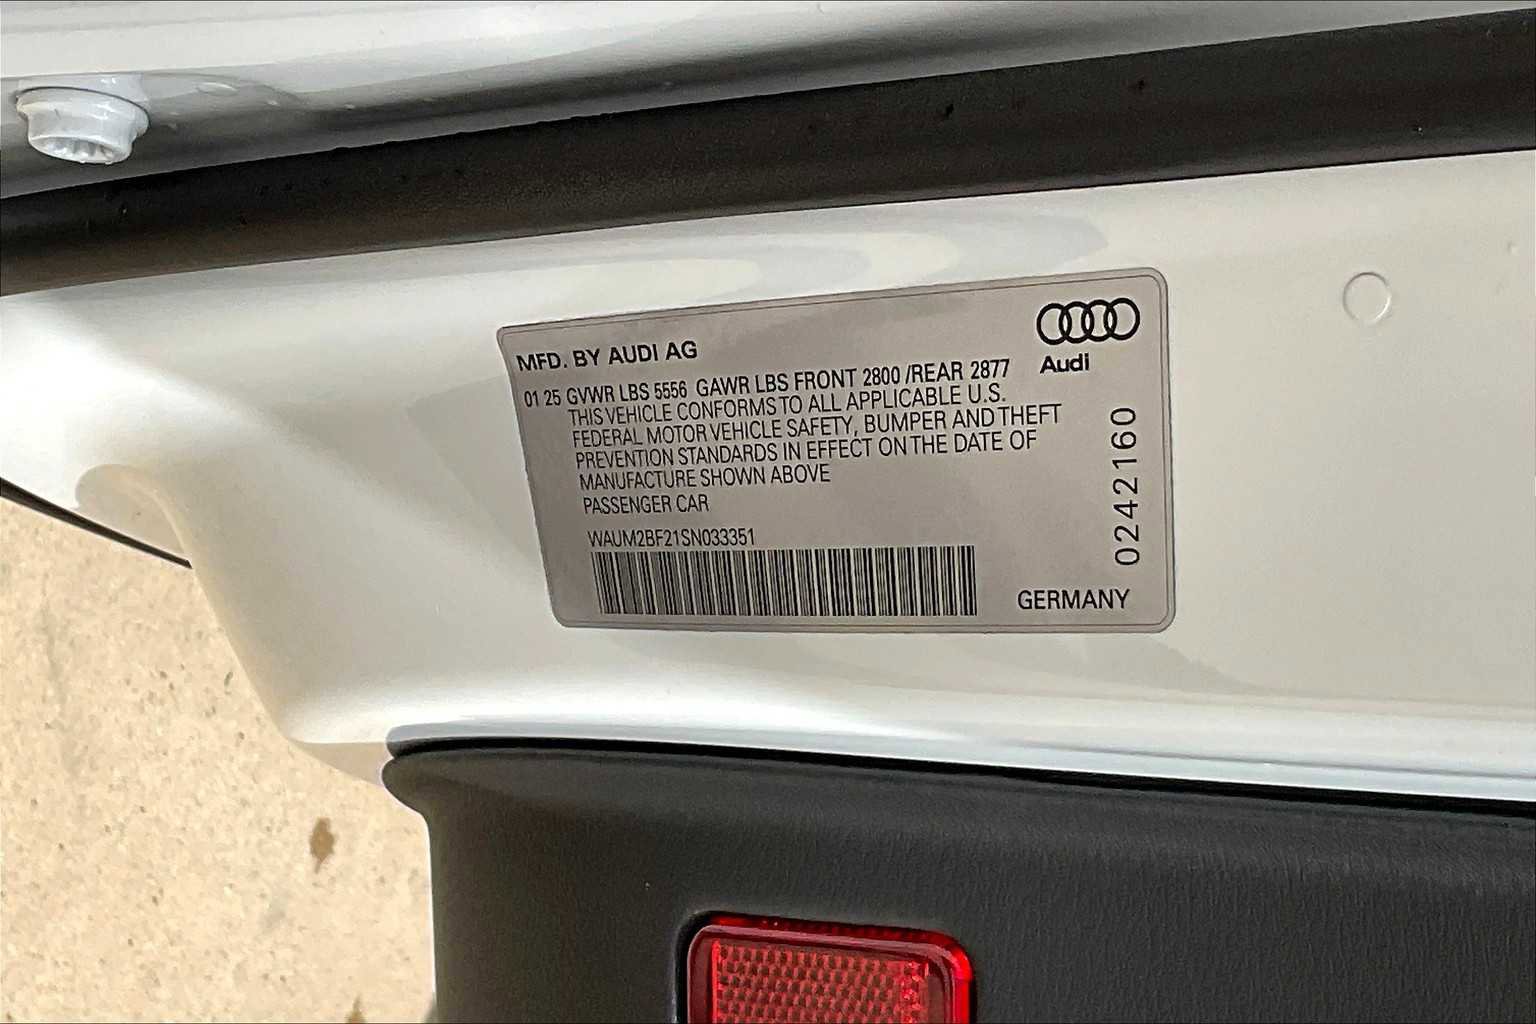 MFD. BY AUDI AG
Audi
01 25 GVWR LBS 5556 GAWR LBS FRONT 2800 /REAR 2877
THIS VEHICLE CONFORMS TO ALL APPLICABLE U.S.
FEDERAL MOTOR VEHICLE SAFETY, BUMPER AND THEFT
PREVENTION STANDARDS IN EFFECT ON THE DATE OF
MANUFACTURE SHOWN ABOVE
PASSENGER CAR
WAUM2BF21SN033351
0242160
GERMANY